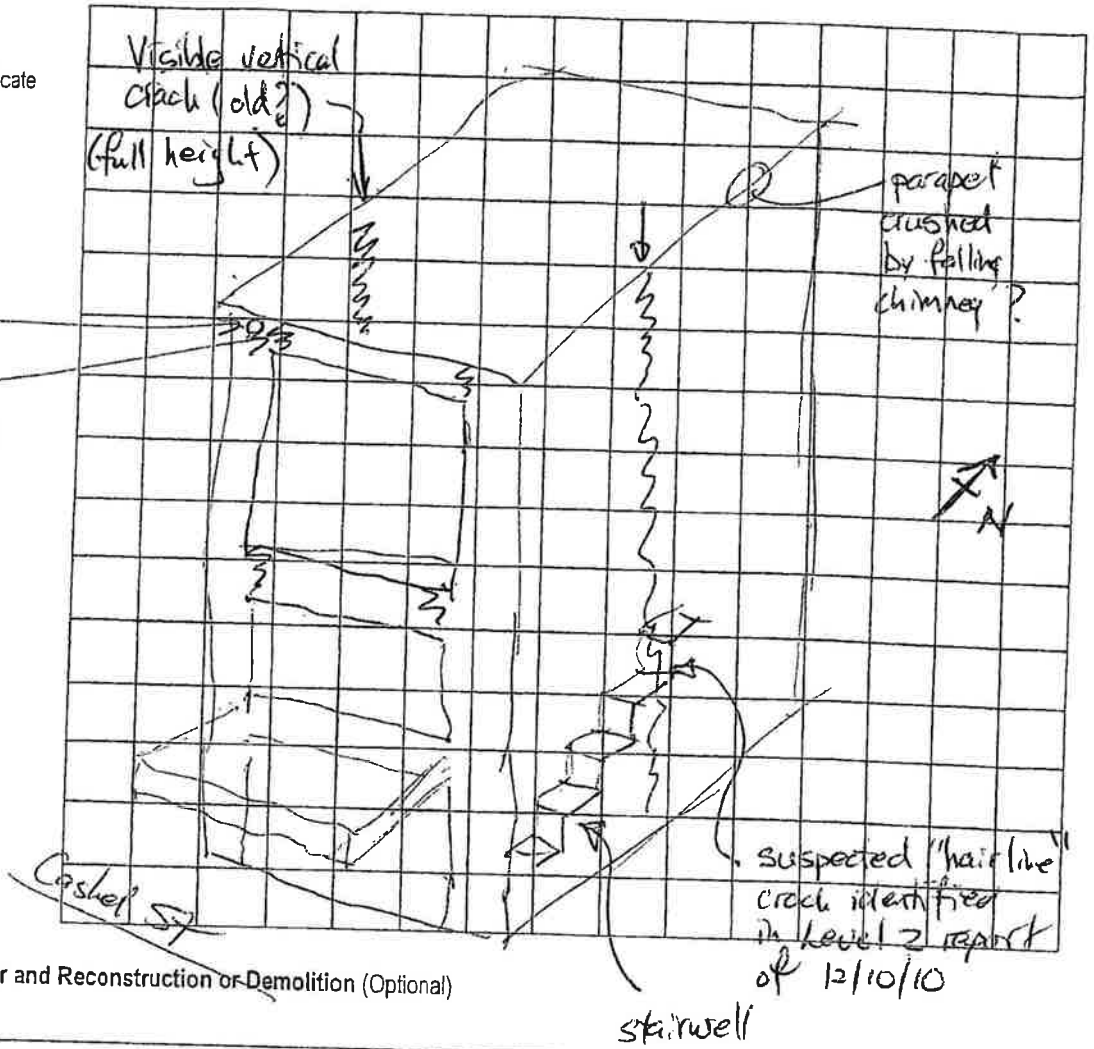 cate
Visible vertical
crack (old?)
(full height)
parapet
crushed
by falling
chimney ?
N
suspected "hairline"
crack identified
in Level 2 report
of 12/10/10
Cashel St
r and Reconstruction or Demolition (Optional)
stairwell